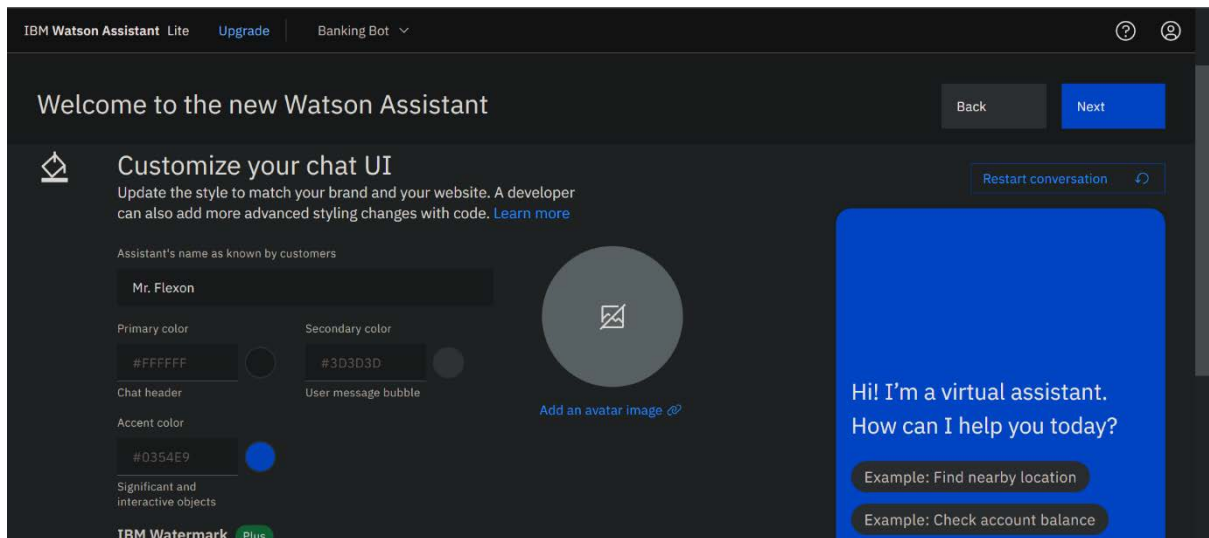 IBM Watson Assistant Lite Upgrade Banking Bot
Welcome to the new Watson Assistant
Back
Next
Customize your chat UI
Update the style to match your brand and your website. A developer
can also add more advanced styling changes with code. Learn more
Restart conversation
Assistant's name as known by customers
Mr. Flexon
Primary color
Secondary color
#FFFFFF
#3D3D3D
Chat header
User message bubble
Add an avatar image
Accent color
#0354E9
Significant and
interactive objects
IBM Watermark Plus
Hi! I'm a virtual assistant.
How can I help you today?
Example: Find nearby location
Example: Check account balance